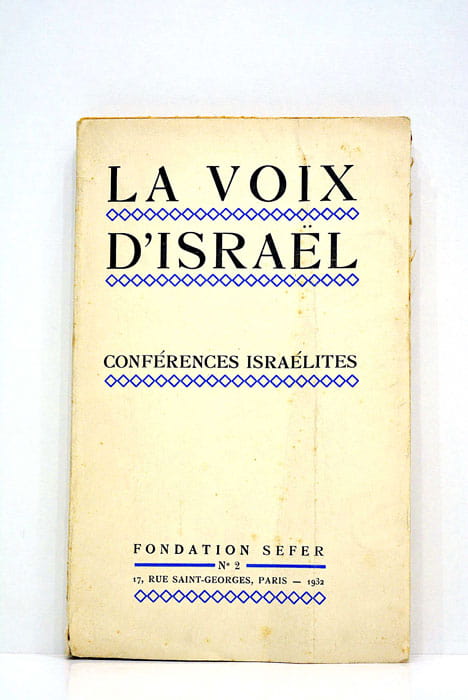 LA VOIX
D'ISRAËL
CONFÉRENCES ISRAÉLITES
FONDATION SEFER
Nº 2
17, RUE SAINT-GEORGES, PARIS — 1932